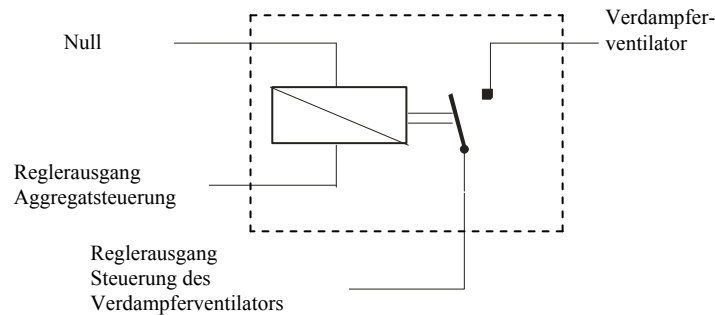 Verdampfer-
ventilator
Null
Reglerausgang
Aggregatsteuerung
Reglerausgang
Steuerung des
Verdampferventilators